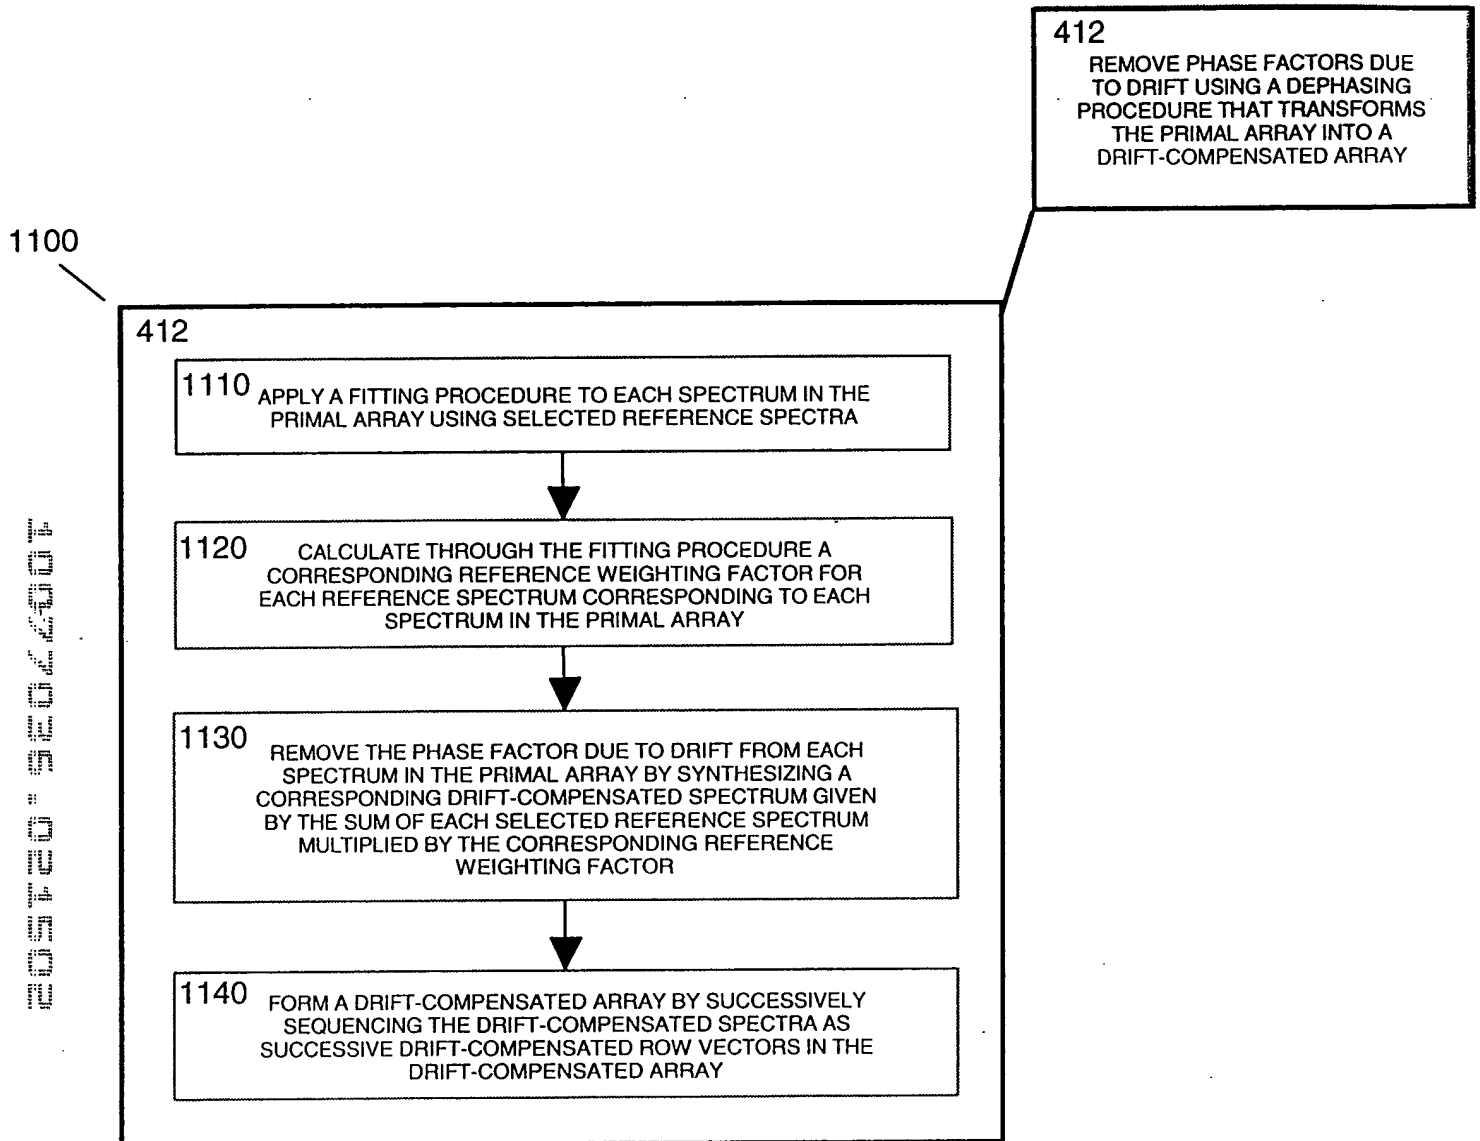 412
REMOVE PHASE FACTORS DUE
TO DRIFT USING A DEPHASING
PROCEDURE THAT TRANSFORMS
THE PRIMAL ARRAY INTO A
DRIFT-COMPENSATED ARRAY
1100
412
1110 APPLY A FITTING PROCEDURE TO EACH SPECTRUM IN THE
PRIMAL ARRAY USING SELECTED REFERENCE SPECTRA
1120 CALCULATE THROUGH THE FITTING PROCEDURE A
CORRESPONDING REFERENCE WEIGHTING FACTOR FOR
EACH REFERENCE SPECTRUM CORRESPONDING TO EACH
SPECTRUM IN THE PRIMAL ARRAY
1130 REMOVE THE PHASE FACTOR DUE TO DRIFT FROM EACH
SPECTRUM IN THE PRIMAL ARRAY BY SYNTHESIZING A
CORRESPONDING DRIFT-COMPENSATED SPECTRUM GIVEN
BY THE SUM OF EACH SELECTED REFERENCE SPECTRUM
MULTIPLIED BY THE CORRESPONDING REFERENCE
WEIGHTING FACTOR
1140 FORM A DRIFT-COMPENSATED ARRAY BY SUCCESSIVELY
SEQUENCING THE DRIFT-COMPENSATED SPECTRA AS
SUCCESSIVE DRIFT-COMPENSATED ROW VECTORS IN THE
DRIFT-COMPENSATED ARRAY
10077035.021502